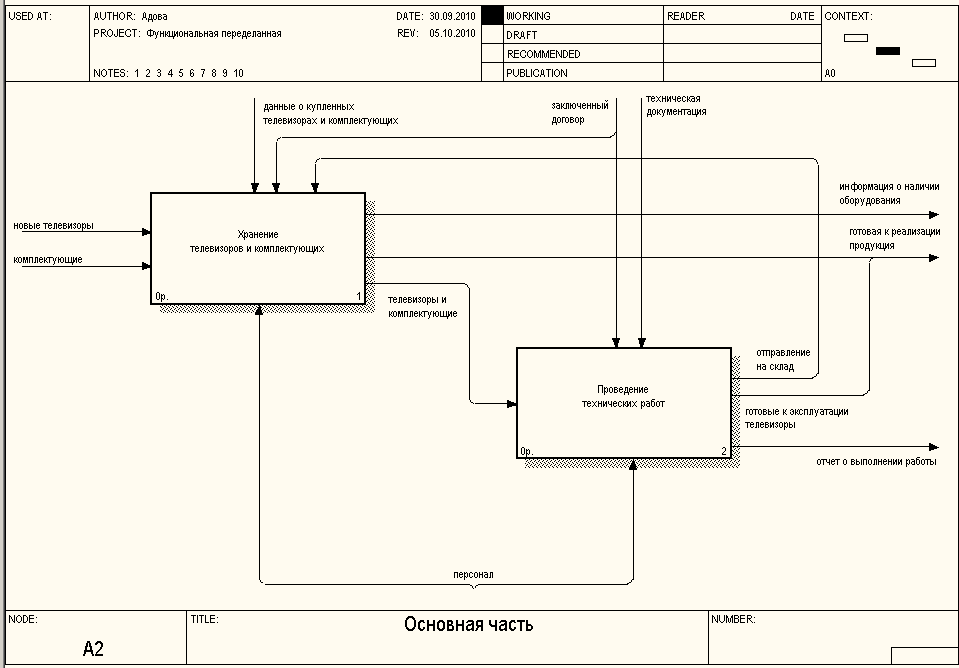 USED AT:
AUTHOR: Адова
DATE: 30.09.2010
PROJECT: Функциональная переделанная
REV: 05.10.2010
NOTES: 1 2 3 4 5 6 7 8 9 10
WORKING
READER
DATE
DRAFT
RECOMMENDED
PUBLICATION
CONTEXT:
A0
данные о купленных
телевизорах и комплектующих
заключенный
договор
техническая
документация
информация о наличии
оборудования
новые телевизоры
Хранение
телевизоров и комплектующих
готовая к реализации
продукция
комплектующие
0р.
1
телевизоры и
комплектующие
отправление
на склад
Проведение
технических работ
готовые к эксплуатации
телевизоры
0р.
2
отчет о выполнении работы
персонал
NODE:
A2
TITLE:
Основная часть
NUMBER: